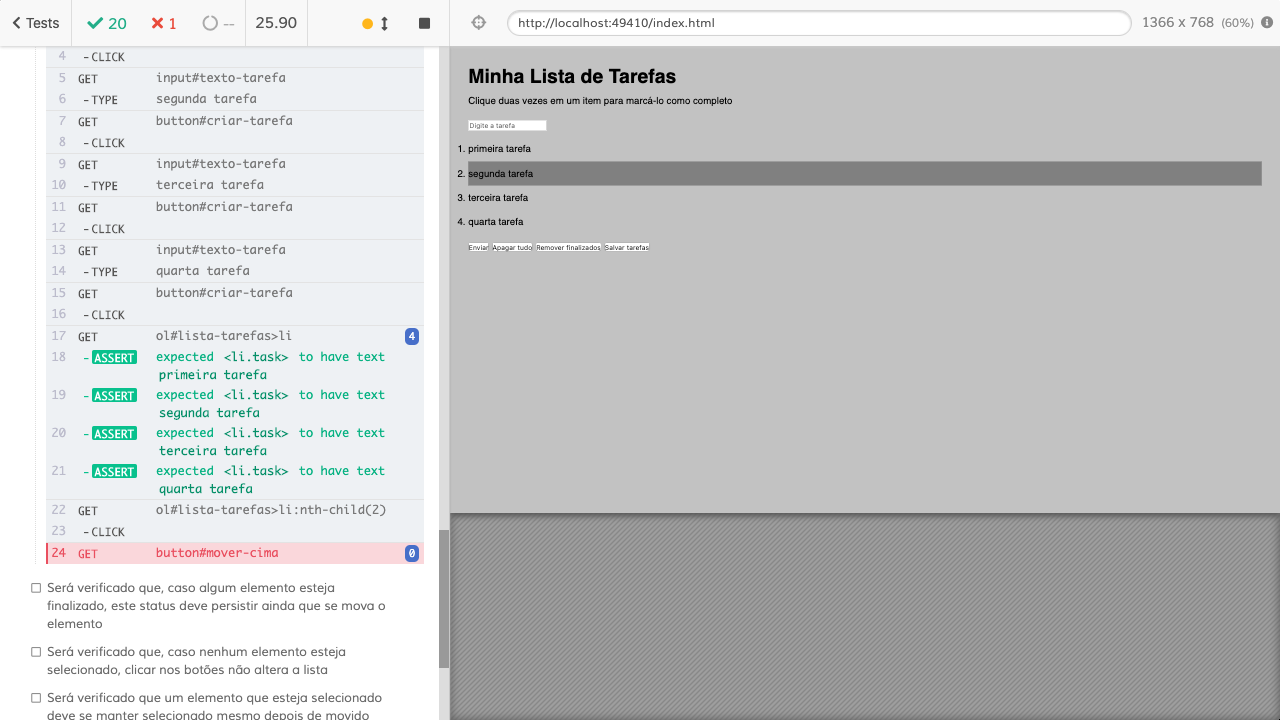 Tests
20
1
--
25.90
http://localhost:49410/index.html
1366 x 768 (60%)
4 -CLICK
5 GET input#texto-tarefa
6 -TYPE segunda tarefa
7 GET button#criar-tarefa
8 -CLICK
9 GET input#texto-tarefa
10 -TYPE terceira tarefa
11 GET button#criar-tarefa
12 -CLICK
13 GET input#texto-tarefa
14 -TYPE quarta tarefa
15 GET button#criar-tarefa
16 -CLICK
17 GET ol#lista-tarefas>li 4
18 -ASSERT expected <li.task> to have text
primeira tarefa
19 -ASSERT expected <li.task> to have text
segunda tarefa
20 -ASSERT expected <li.task> to have text
terceira tarefa
21 -ASSERT expected <li.task> to have text
quarta tarefa
22 GET ol#lista-tarefas>li:nth-child(2)
23 -CLICK
24 GET button#mover-cima 0
Será verificado que, caso algum elemento esteja
finalizado, este status deve persistir ainda que se mova o
elemento
Será verificado que, caso nenhum elemento esteja
selecionado, clicar nos botões não altera a lista
Será verificado que um elemento que esteja selecionado
deve se manter selecionado mesmo depois de movido
Minha Lista de Tarefas
Clique duas vezes em um item para marcá-lo como completo
Digite a tarefa
1. primeira tarefa
2. segunda tarefa
3. terceira tarefa
4. quarta tarefa
Enviar Apagar tudo Remover finalizados Salvar tarefas